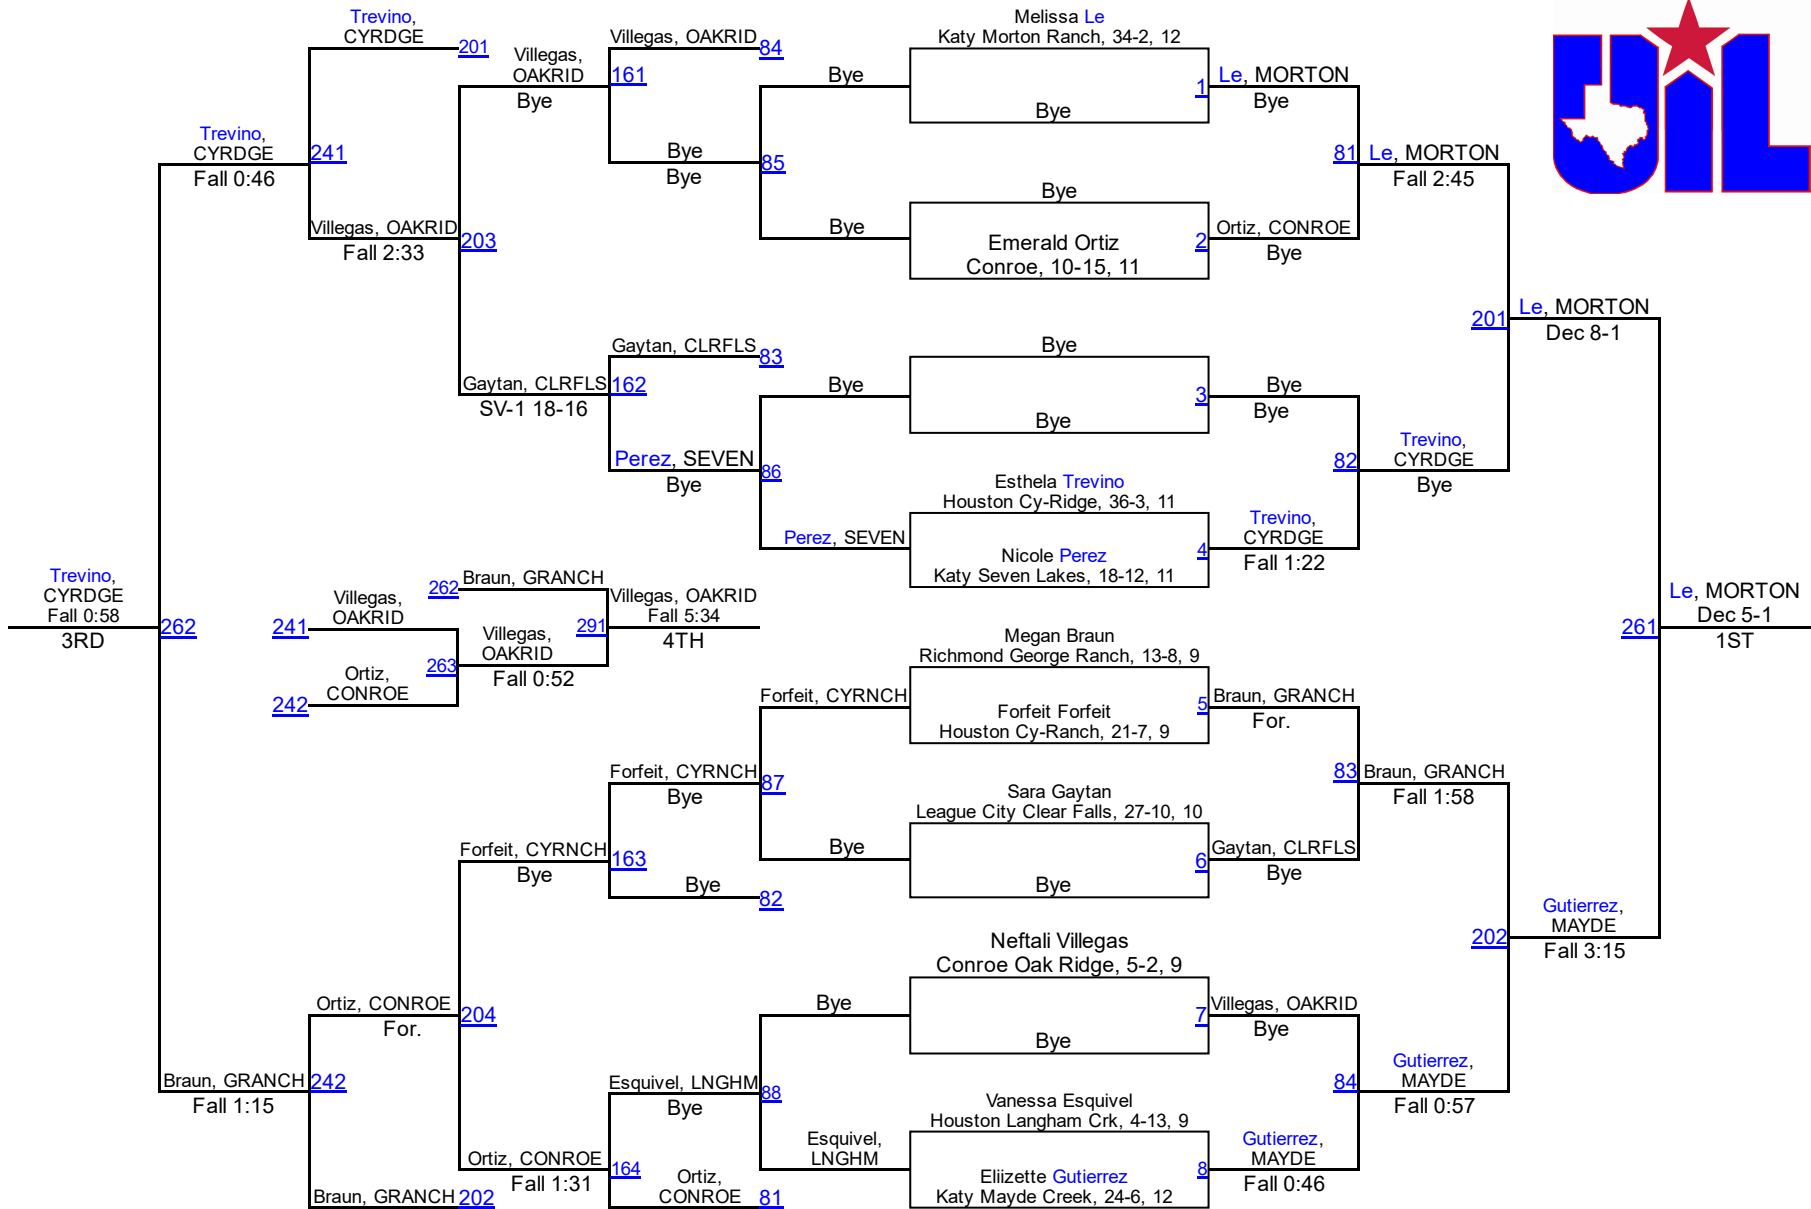 Trevino,
CYRDGE
201
Villegas,
OAKRID
Bye
Villegas, OAKRID
84
161
Bye
Bye
85
Trevino,
CYRDGE
Fall 0:46
241
Villegas, OAKRID
Fall 2:33
203
Gaytan, CLRFLS
83
Gaytan, CLRFLS
SV-1 18-16
162
Perez, SEVEN
Bye
86
Bye
Bye
Bye
Perez, SEVEN
Melissa Le
Katy Morton Ranch, 34-2, 12
1
Bye
Le, MORTON
Bye
Bye
Emerald Ortiz
Conroe, 10-15, 11
2
Ortiz, CONROE
Bye
81
Le, MORTON
Fall 2:45
Bye
3
Bye
Bye
Bye
Esthela Trevino
Houston Cy-Ridge, 36-3, 11
Nicole Perez
Katy Seven Lakes, 18-12, 11
4
Trevino,
CYRDGE
Fall 1:22
82
Trevino,
CYRDGE
Bye
201
Le, MORTON
Dec 8-1
UIL
Trevino,
CYRDGE
Fall 0:58
3RD
262
241
Villegas,
OAKRID
242
Ortiz,
CONROE
262
Braun, GRANCH
263
Villegas,
OAKRID
Fall 0:52
291
Villegas, OAKRID
Fall 5:34
4TH
Le, MORTON
Dec 5-1
1ST
261
Megan Braun
Richmond George Ranch, 13-8, 9
Forfeit Forfeit
Houston Cy-Ranch, 21-7, 9
5
Braun, GRANCH
For.
Forfeit, CYRNCH
Forfeit, CYRNCH
Bye
87
Bye
Sara Gaytan
League City Clear Falls, 27-10, 10
Bye
6
Gaytan, CLRFLS
Bye
83
Braun, GRANCH
Fall 1:58
Forfeit, CYRNCH
Bye
163
Bye
82
Neftali Villegas
Conroe Oak Ridge, 5-2, 9
Bye
7
Villegas, OAKRID
Bye
Bye
202
Gutierrez,
MAYDE
Fall 3:15
Ortiz, CONROE
For.
204
Esquivel, LNGHM
Bye
88
Esquivel,
LNGHM
Vanessa Esquivel
Houston Langham Crk, 4-13, 9
Eliizette Gutierrez
Katy Mayde Creek, 24-6, 12
8
Gutierrez,
MAYDE
Fall 0:46
84
Gutierrez,
MAYDE
Fall 0:57
Braun, GRANCH
Fall 1:15
242
Ortiz, CONROE
Fall 1:31
164
Ortiz,
CONROE
81
Braun, GRANCH
202